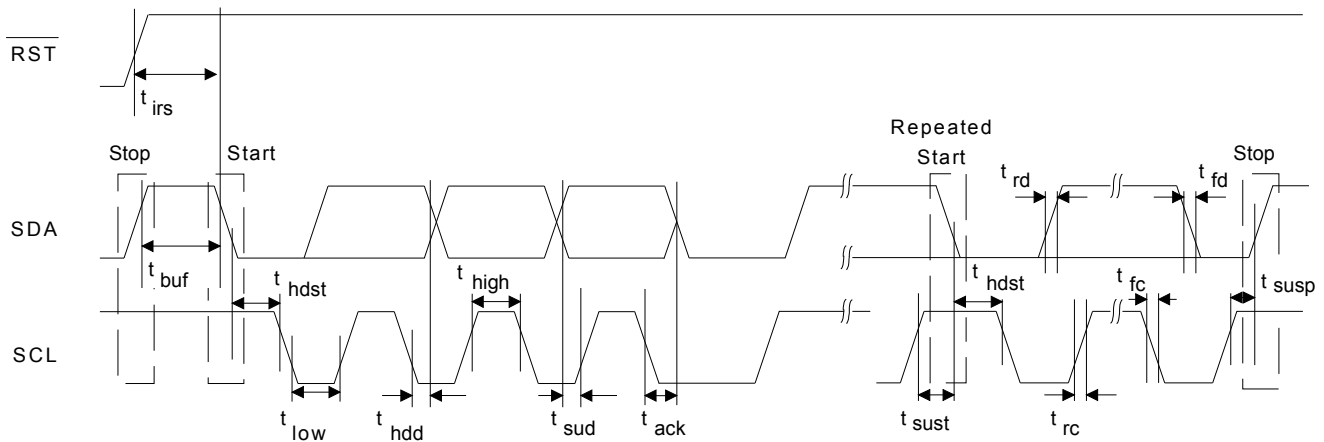 RST
t irs
Repeated
Stop Start Start Stop
t rd t fd
SDA
t buf t hdst t high t hdst t fc t susp
SCL
t low t hdd t sud t ack t sust t rc